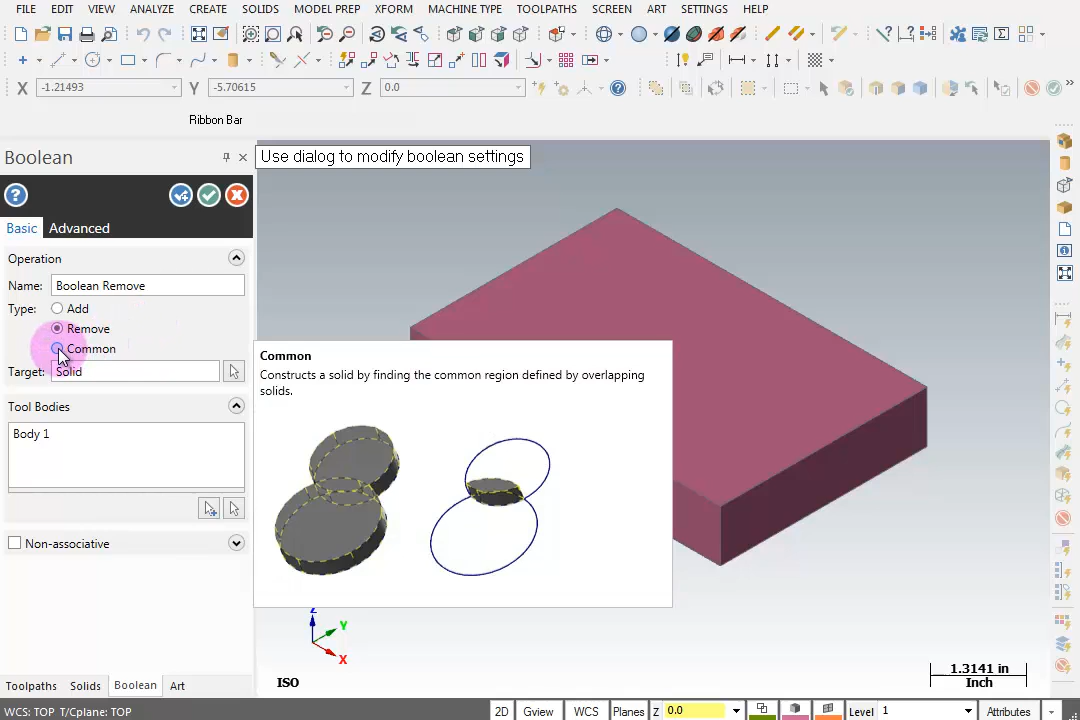 FILE EDIT VIEW ANALYZE CREATE SOLIDS MODEL PREP XFORM MACHINE TYPE TOOLPATHS SCREEN ART SETTINGS HELP
X -1.21493 Y -5.70615 Z 0.0
Ribbon Bar
Boolean
Use dialog to modify boolean settings
Basic Advanced
Operation
Name: Boolean Remove
Type: Add
Remove
Common
Target: Solid
Tool Bodies
Body 1
Non-associative
Common
Constructs a solid by finding the common region defined by overlapping
solids.
Z
Y
X
ISO
1.3141 in
Inch
Toolpaths Solids Boolean Art
WCS: TOP T/Cplane: TOP 2D Gview WCS Planes Z 0.0 Level 1 Attributes